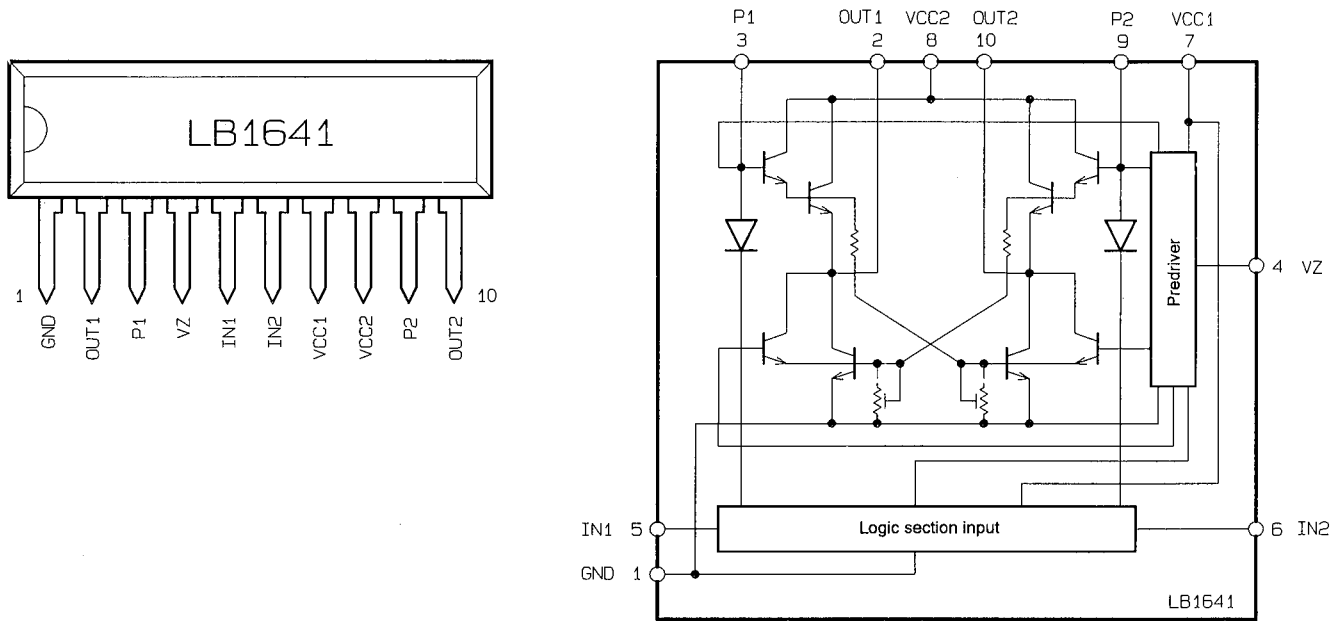 LB1641
1
10
GND
OUT1
P1
VZ
IN1
IN2
VCC1
VCC2
P2
OUT2
P1 OUT1 VCC2 OUT2 P2 VCC1
3 2 8 10 9 7
Predriver
4 VZ
IN1 5
Logic section input
6 IN2
GND 1
LB1641